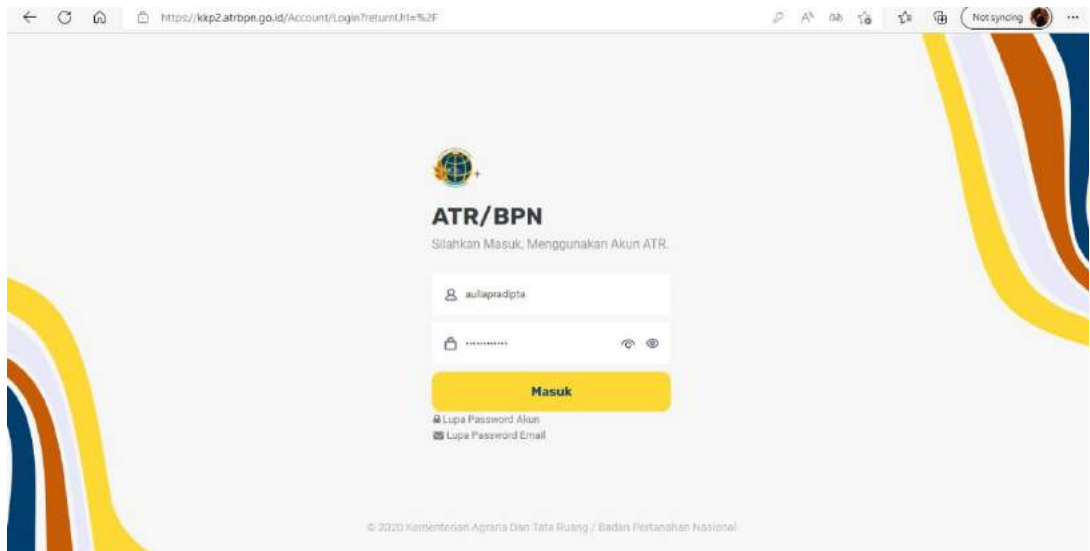 https://kkp2.atrbpn.go.id/Account/Login?returnUrl=%2F
Not syncing
ATR/BPN
Silahkan Masuk, Menggunakan Akun ATR.
auliapradipta
Masuk
Lupa Password Akun
Lupa Password Email
© 2020 Kementerian Agraria Dan Tata Ruang / Badan Pertanahan Nasional